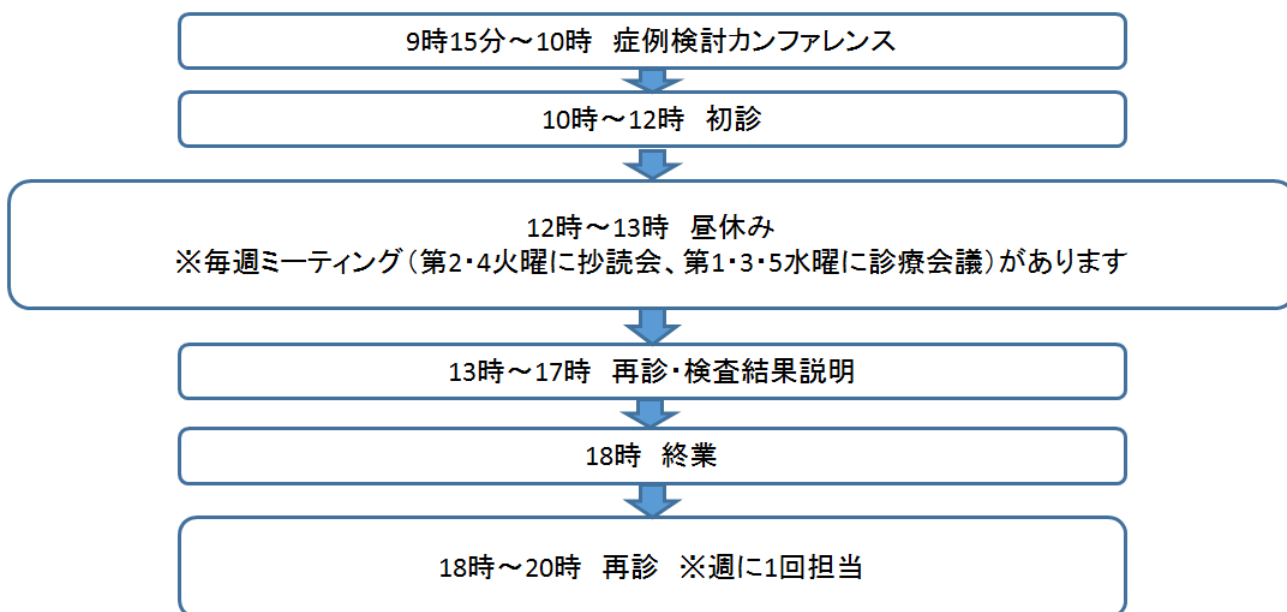 9時15分～10時　症例検討カンファレンス
10時～12時　初診
12時～13時　昼休み
※毎週ミーティング（第2・4火曜に抄読会、第1・3・5水曜に診療会議）があります
13時～17時　再診・検査結果説明
18時　終業
18時～20時　再診　※週に1回担当